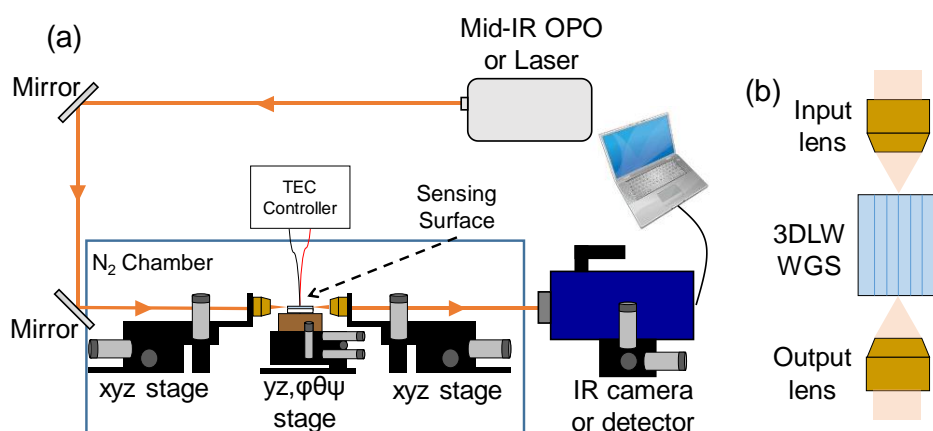 (a)
Mid-IR OPO
or Laser
Mirror
TEC
Controller
Sensing
Surface
N₂ Chamber
Mirror
xyz stage
yz,φθψ
stage
xyz stage
IR camera
or detector
(b)
Input
lens
3DLW
WGS
Output
lens